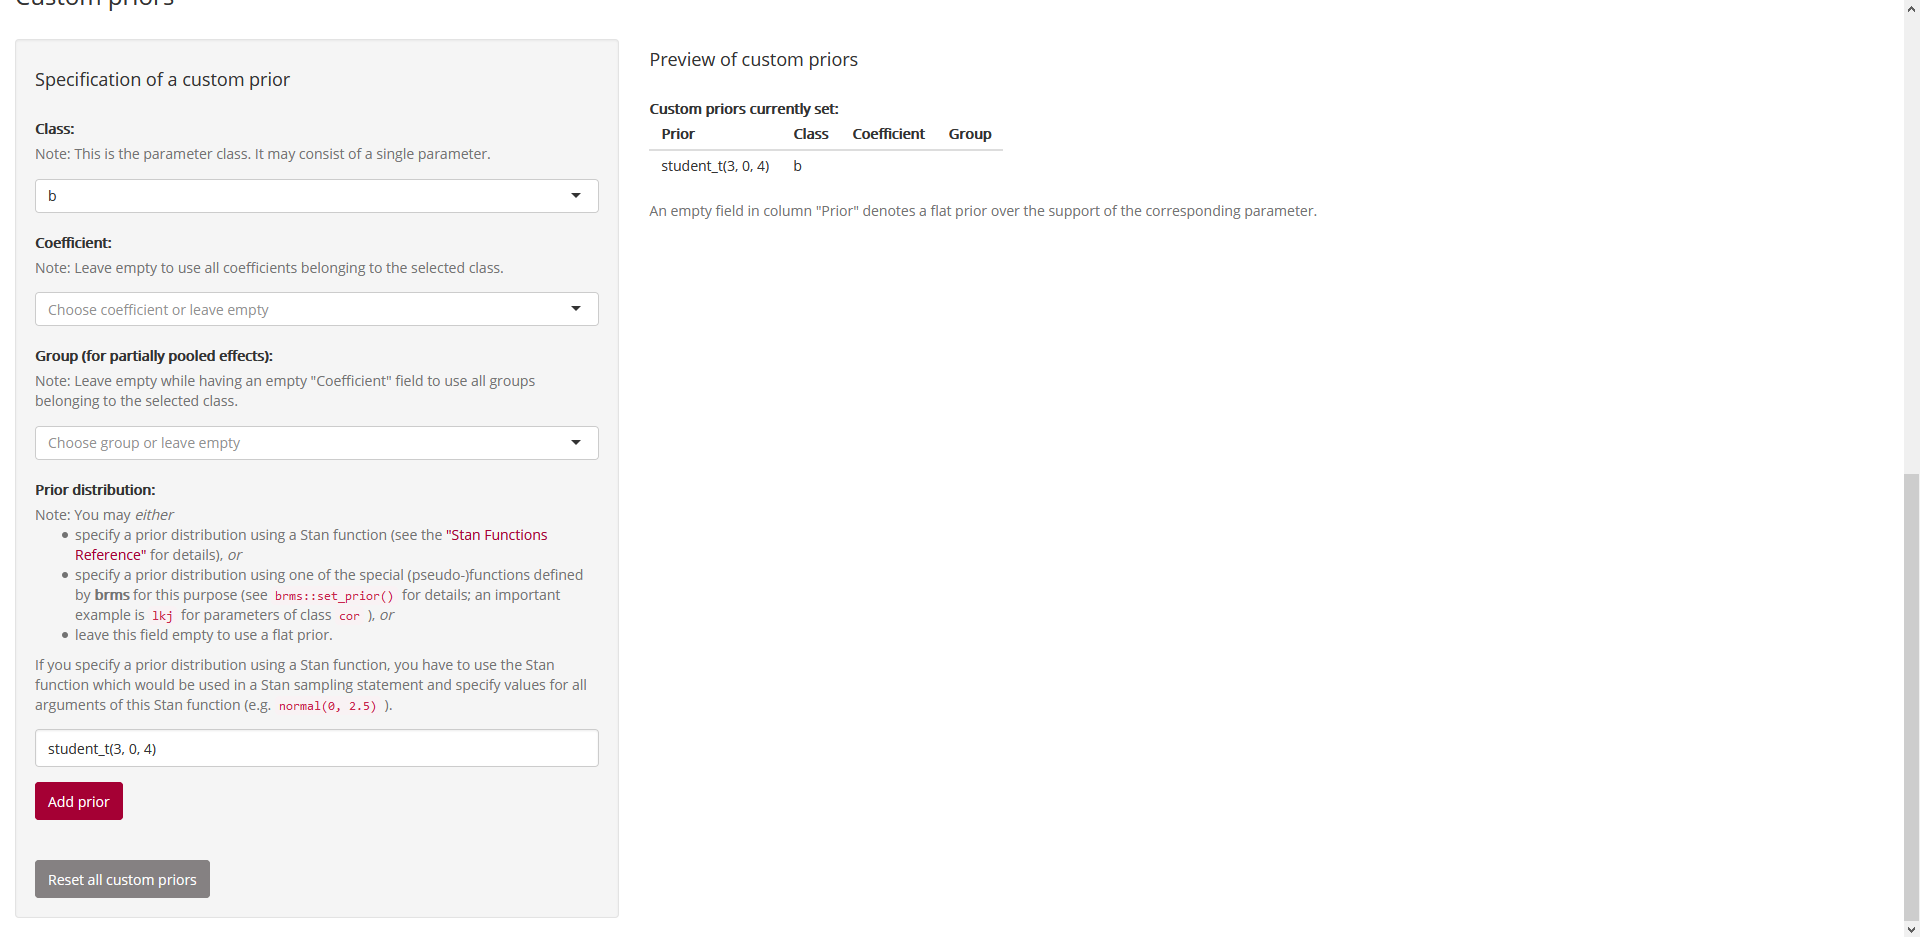 Custom priors
Specification of a custom prior
Class:
Note: This is the parameter class. It may consist of a single parameter.
b
Coefficient:
Note: Leave empty to use all coefficients belonging to the selected class.
Choose coefficient or leave empty
Group (for partially pooled effects):
Note: Leave empty while having an empty "Coefficient" field to use all groups
belonging to the selected class.
Choose group or leave empty
Prior distribution:
Note: You may either
specify a prior distribution using a Stan function (see the "Stan Functions
Reference" for details), or
specify a prior distribution using one of the special (pseudo-)functions defined
by brms for this purpose (see brms::set_prior() for details; an important
example is lkj for parameters of class cor ), or
leave this field empty to use a flat prior.
If you specify a prior distribution using a Stan function, you have to use the Stan
function which would be used in a Stan sampling statement and specify values for all
arguments of this Stan function (e.g. normal(0, 2.5) ).
student_t(3, 0, 4)
Add prior
Reset all custom priors
Preview of custom priors
Custom priors currently set:
Prior Class Coefficient Group
student_t(3, 0, 4) b
An empty field in column "Prior" denotes a flat prior over the support of the corresponding parameter.